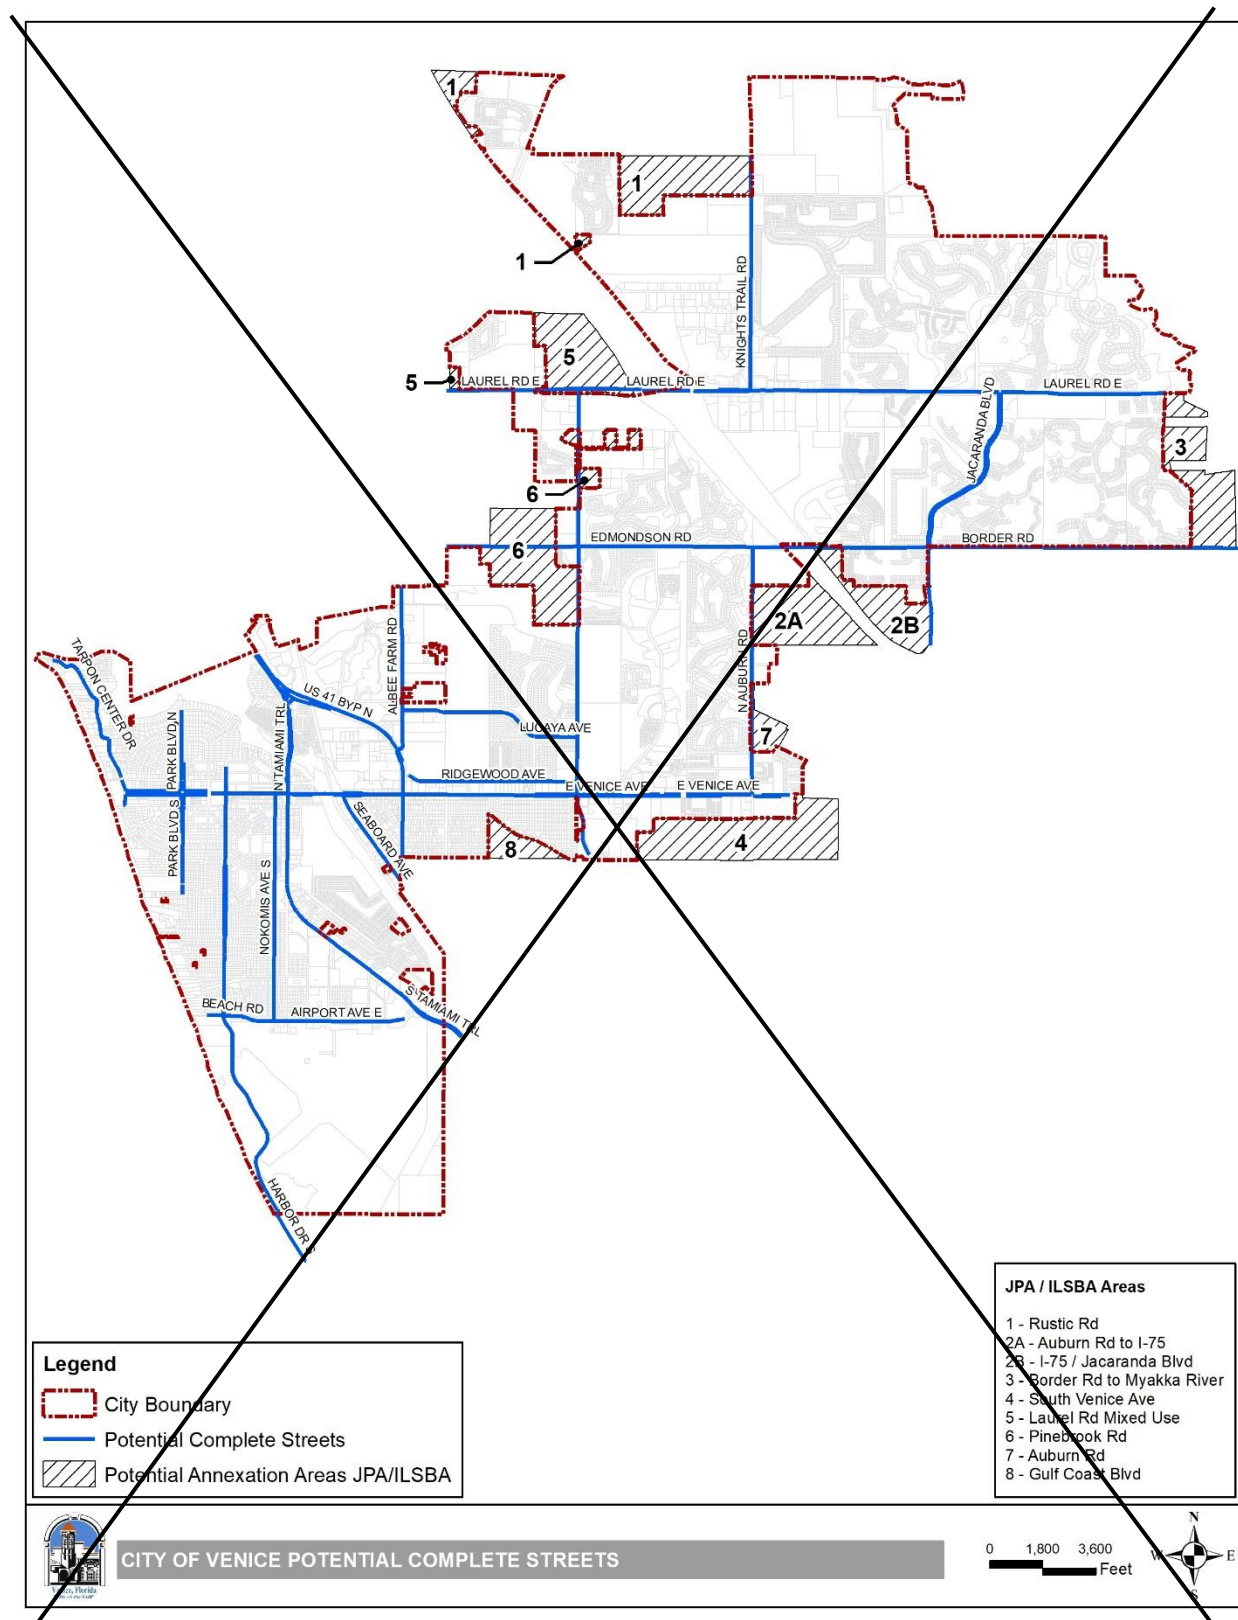 1
1
1
KNIGHTS TRAIL RD
5
5
LAUREL RD E
LAUREL RD E
LAUREL RD E
JACARANDA BLVD
3
6
6
EDMONDSON RD
BORDER RD
2A
2B
ALBEE FARM RD
N AUBURN RD
TARPON CENTER DR
US 41 BYP N
N TAMIAMI TRL
PARK BLVD N
LUCAYA AVE
7
RIDGEWOOD AVE
E VENICE AVE
E VENICE AVE
PARK BLVD S
SEABOARD AVE
8
4
NOKOMIS AVE S
BEACH RD
AIRPORT AVE E
S TAMIAMI TRL
HARBOR DR S
JPA / ILSBA Areas
1 - Rustic Rd
2A - Auburn Rd to I-75
2B - I-75 / Jacaranda Blvd
3 - Border Rd to Myakka River
4 - South Venice Ave
5 - Laurel Rd Mixed Use
6 - Pinebrook Rd
7 - Auburn Rd
8 - Gulf Coast Blvd
Legend
City Boundary
Potential Complete Streets
Potential Annexation Areas JPA/ILSBA
Venice, Florida
CITY OF VENICE POTENTIAL COMPLETE STREETS
0 1,800 3,600
Feet
N
W E
S